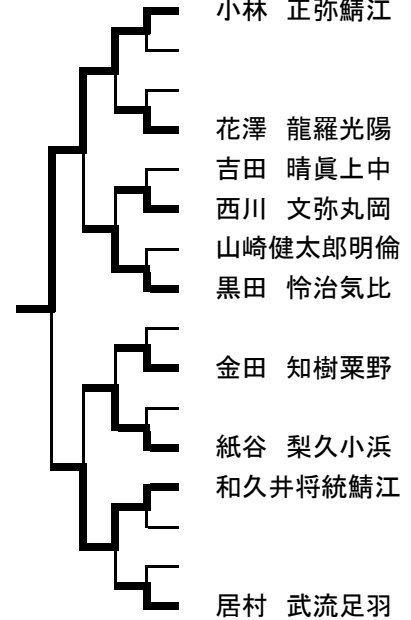 小林 正弥鯖江
花澤 龍羅光陽
吉田 晴眞上中
西川 文弥丸岡
山崎健太郎明倫
黒田 怜治気比
金田 知樹粟野
紙谷 梨久小浜
和久井将統鯖江
居村 武流足羽